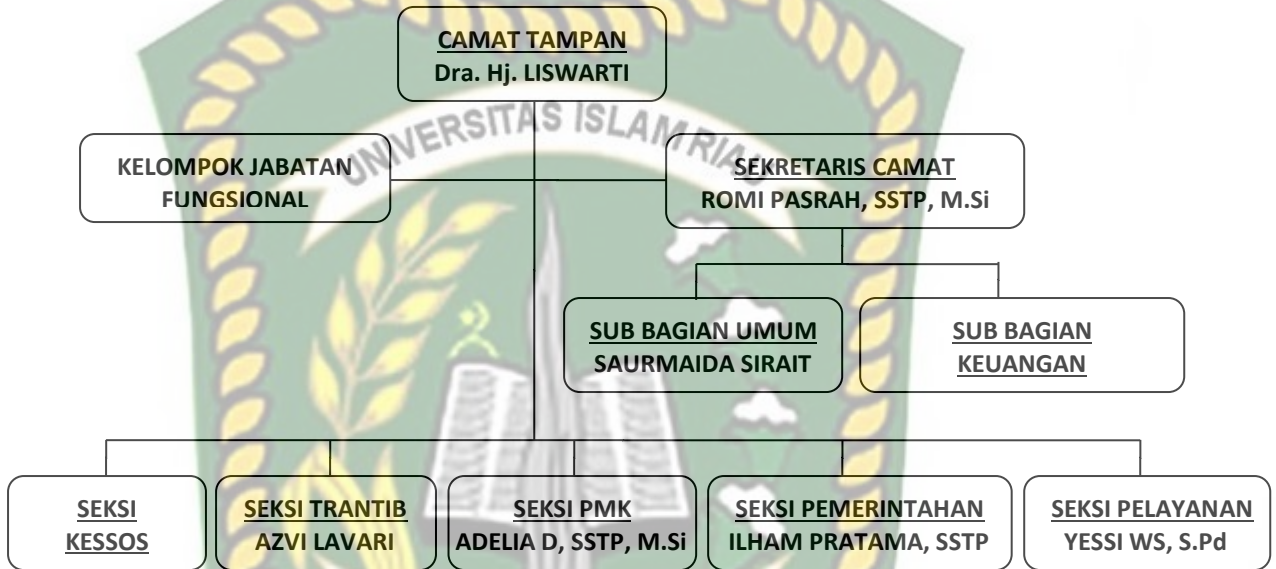 CAMAT TAMPAN
Dra. Hj. LISWARTI
UNIVERSITAS ISLAM RIAU
KELOMPOK JABATAN
FUNGSIONAL
SEKRETARIS CAMAT
ROMI PASRAH, SSTP, M.Si
SUB BAGIAN UMUM
SAURMAIDA SIRAIT
SUB BAGIAN
KEUANGAN
SEKSI
KESSOS
SEKSI TRANTIB
AZVI LAVARI
SEKSI PMK
ADELIA D, SSTP, M.Si
SEKSI PEMERINTAHAN
ILHAM PRATAMA, SSTP
SEKSI PELAYANAN
YESSI WS, S.Pd